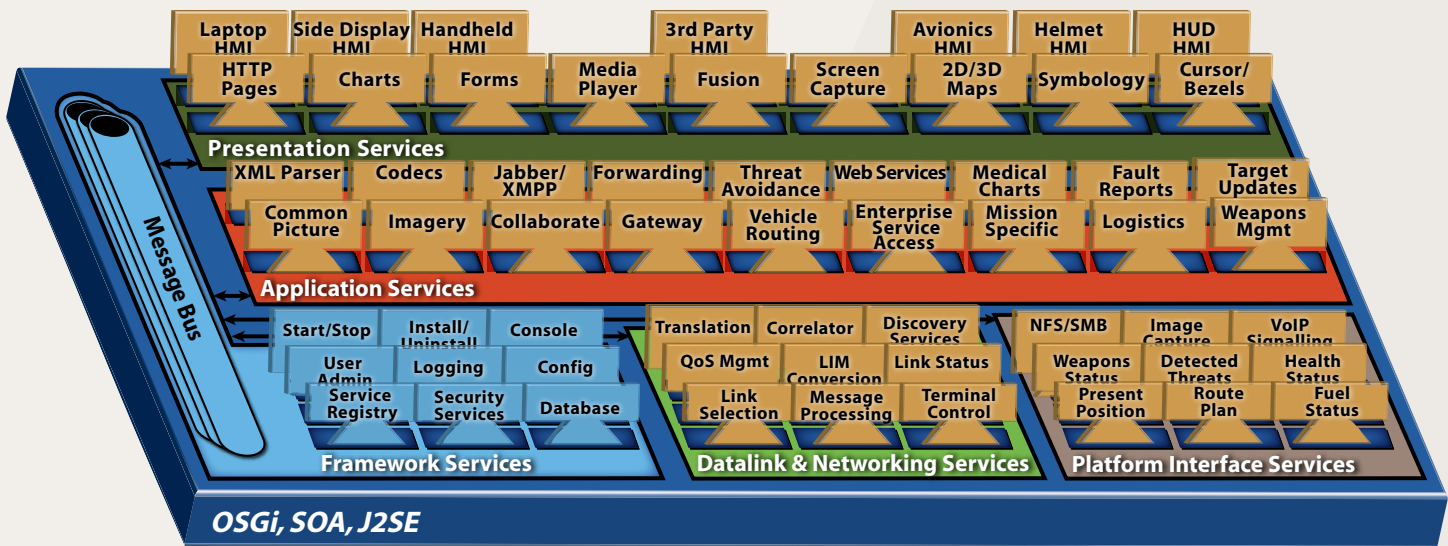 Laptop
HMI
Side Display
HMI
Handheld
HMI
3rd Party
HMI
Avionics
HMI
Helmet
HMI
HUD
HMI
HTTP
Pages
Charts
Forms
Media
Player
Fusion
Screen
Capture
2D/3D
Maps
Symbology
Cursor/
Bezels
Presentation Services
XML Parser
Codecs
Jabber/
XMPP
Forwarding
Threat
Avoidance
Web Services
Medical
Charts
Fault
Reports
Target
Updates
Common
Picture
Imagery
Collaborate
Gateway
Vehicle
Routing
Enterprise
Service
Access
Mission
Specific
Logistics
Weapons
Mgmt
Application Services
Message Bus
Start/Stop
Install/
Uninstall
Console
User
Admin
Logging
Config
Service
Registry
Security
Services
Database
Framework Services
Translation
Correlator
Discovery
Services
QoS Mgmt
LIM
Conversion
Link Status
Link
Selection
Message
Processing
Terminal
Control
Datalink & Networking Services
NFS/SMB
Image
Capture
VoIP
Signalling
Weapons
Status
Detected
Threats
Health
Status
Present
Position
Route
Plan
Fuel
Status
Platform Interface Services
OSGi, SOA, J2SE